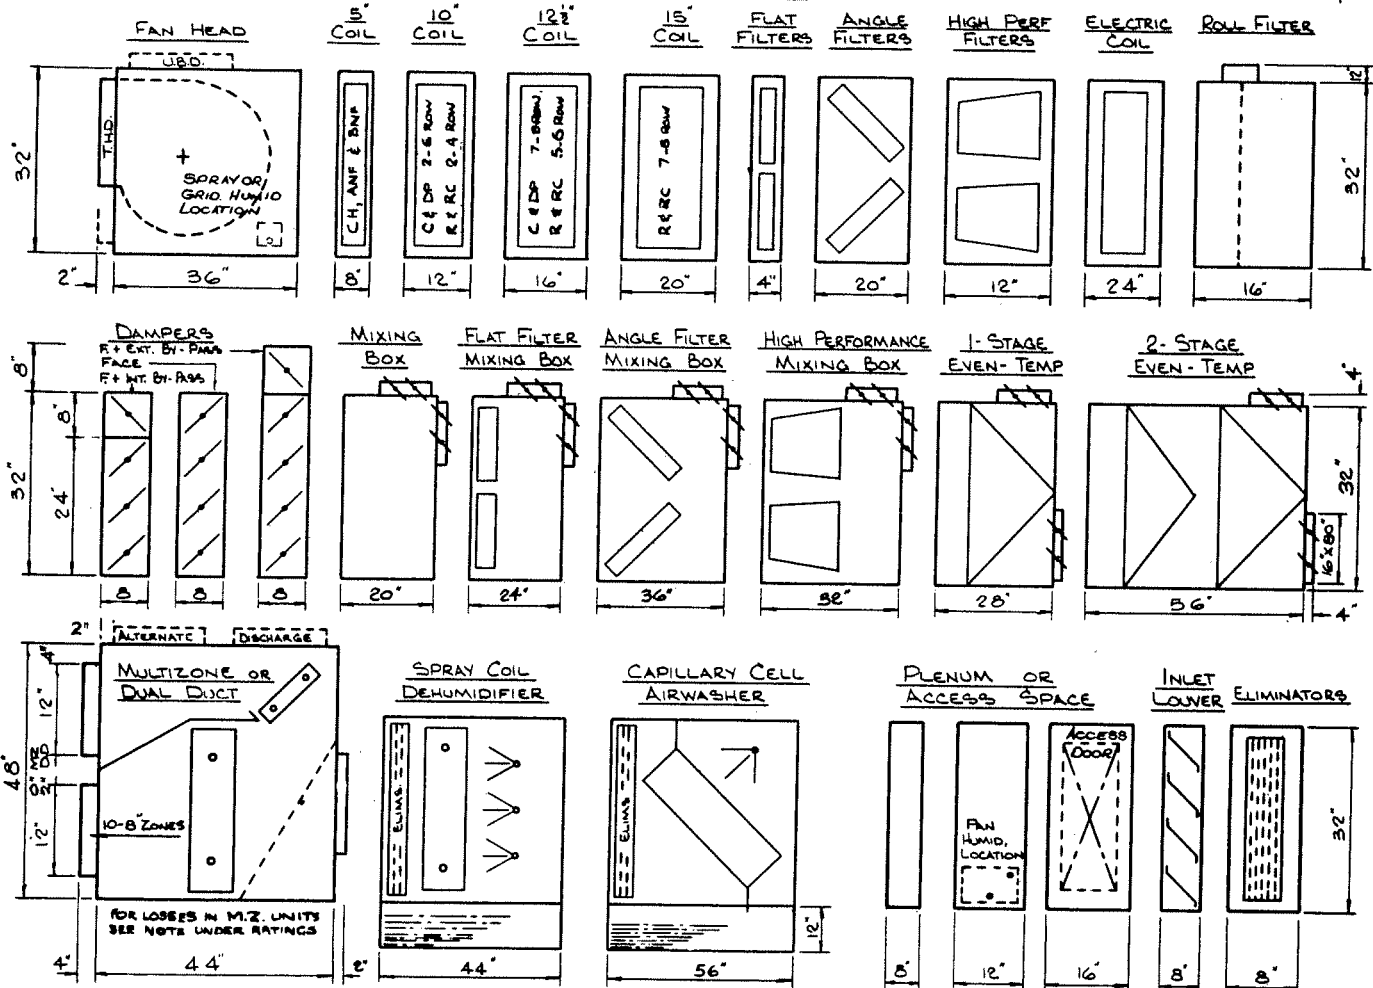 FAN HEAD
U.B.D.
T.H.D.
SPRAY OR
GRID. HUMID
LOCATION
32"
2"
36"
5"
COIL
CH, ANF & BNF
8"
10"
COIL
C & DP 2-6 ROW
R & RC 2-4 ROW
12"
12½"
COIL
C & DP 7-8 ROW.
R & RC 5-6 ROW
16"
15"
COIL
R & RC 7-8 ROW
20"
FLAT
FILTERS
4"
ANGLE
FILTERS
20"
HIGH PERF
FILTERS
12"
ELECTRIC
COIL
24"
ROLL FILTER
12"
32"
16"
DAMPERS
F. + EXT. BY-PASS
FACE
F. + INT. BY-PASS
8"
8"
32"
24"
8
8
8
MIXING
BOX
20"
FLAT FILTER
MIXING BOX
24"
ANGLE FILTER
MIXING BOX
36"
HIGH PERFORMANCE
MIXING BOX
32"
1-STAGE
EVEN-TEMP
28"
2-STAGE
EVEN-TEMP
4"
32"
16" X 80"
56"
4"
2"
ALTERNATE
DISCHARGE
MULTIZONE OR
DUAL DUCT
4"
12"
48"
12"
10-8" ZONES
FOR LOSSES IN M.Z. UNITS
SEE NOTE UNDER RATINGS
4"
44"
2"
SPRAY COIL
DEHUMIDIFIER
ELIMS.
44"
CAPILLARY CELL
AIRWASHER
ELIMS
12"
56"
PLENUM OR
ACCESS SPACE
FAN
HUMID.
LOCATION
ACCESS
DOOR
8"
12"
16"
INLET
LOUVER
8"
ELIMINATORS
32"
8"